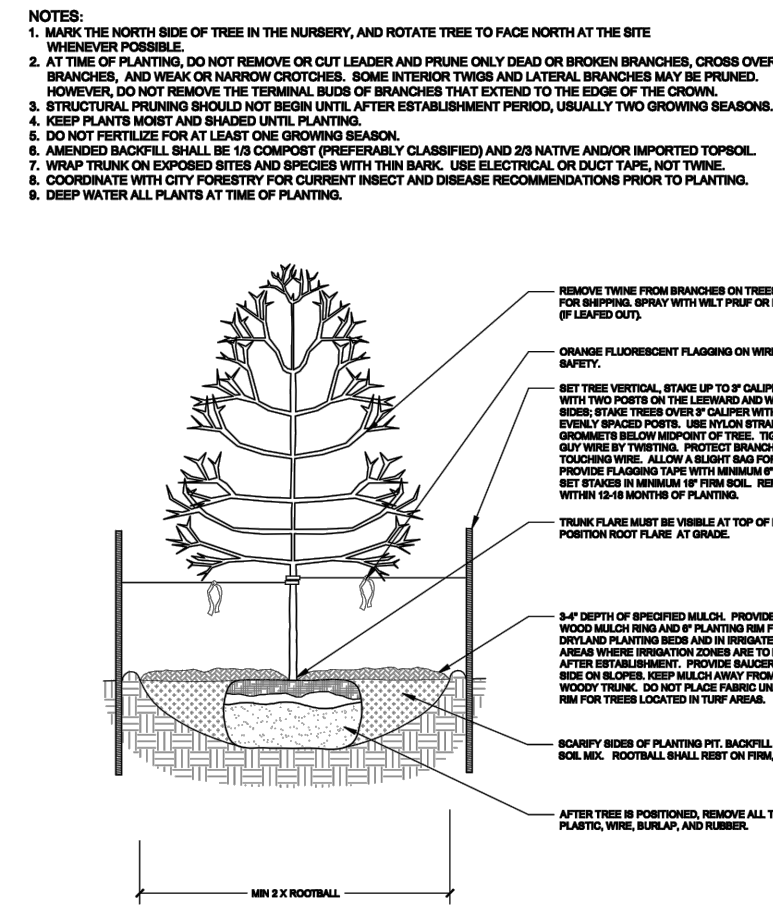 NOTES:
1. MARK THE NORTH SIDE OF TREE IN THE NURSERY, AND ROTATE TREE TO FACE NORTH AT THE SITE
WHENEVER POSSIBLE.
2. AT TIME OF PLANTING, DO NOT REMOVE OR CUT LEADER AND PRUNE ONLY DEAD OR BROKEN BRANCHES, CROSS OVER
BRANCHES, AND WEAK OR NARROW CROTCHES. SOME INTERIOR TWIGS AND LATERAL BRANCHES MAY BE PRUNED.
HOWEVER, DO NOT REMOVE THE TERMINAL BUDS OF BRANCHES THAT EXTEND TO THE EDGE OF THE CROWN.
3. STRUCTURAL PRUNING SHOULD NOT BEGIN UNTIL AFTER ESTABLISHMENT PERIOD, USUALLY TWO GROWING SEASONS.
4. KEEP PLANTS MOIST AND SHADED UNTIL PLANTING.
5. DO NOT FERTILIZE FOR AT LEAST ONE GROWING SEASON.
6. AMENDED BACKFILL SHALL BE 1/3 COMPOST (PREFERABLY CLASSIFIED) AND 2/3 NATIVE AND/OR IMPORTED TOPSOIL.
7. WRAP TRUNK ON EXPOSED SITES AND SPECIES WITH THIN BARK. USE ELECTRICAL OR DUCT TAPE, NOT TWINE.
8. COORDINATE WITH CITY FORESTRY FOR CURRENT INSECT AND DISEASE RECOMMENDATIONS PRIOR TO PLANTING.
9. DEEP WATER ALL PLANTS AT TIME OF PLANTING.
REMOVE TWINE FROM BRANCHES ON TREES
FOR SHIPPING. SPRAY WITH WILT PRUF OR
(IF LEAFED OUT).
ORANGE FLUORESCENT FLAGGING ON WIRE
SAFETY.
SET TREE VERTICAL, STAKE UP TO 3" CALIPE
WITH TWO POSTS ON THE LEEWARD AND W
SIDES; STAKE TREES OVER 3" CALIPER WIT
EVENLY SPACED POSTS. USE NYLON STRA
GROMMETS BELOW MIDPOINT OF TREE. TIG
GUY WIRE BY TWISTING. PROTECT BRANCH
TOUCHING WIRE. ALLOW A SLIGHT SAG FOR
PROVIDE FLAGGING TAPE WITH MINIMUM 6"
SET STAKES IN MINIMUM 18" FIRM SOIL. RE
WITHIN 12-18 MONTHS OF PLANTING.
TRUNK FLARE MUST BE VISIBLE AT TOP OF
POSITION ROOT FLARE AT GRADE.
3-4" DEPTH OF SPECIFIED MULCH. PROVIDE
WOOD MULCH RING AND 6" PLANTING RIM F
DRYLAND PLANTING BEDS AND IN IRRIGATE
AREAS WHERE IRRIGATION ZONES ARE TO
AFTER ESTABLISHMENT. PROVIDE SAUCER
SIDE ON SLOPES. KEEP MULCH AWAY FROM
WOODY TRUNK. DO NOT PLACE FABRIC UN
RIM FOR TREES LOCATED IN TURF AREAS.
SCARIFY SIDES OF PLANTING PIT. BACKFILL
SOIL MIX. ROOTBALL SHALL REST ON FIRM,
AFTER TREE IS POSITIONED, REMOVE ALL T
PLASTIC, WIRE, BURLAP, AND RUBBER.
MIN 2 X ROOTBALL